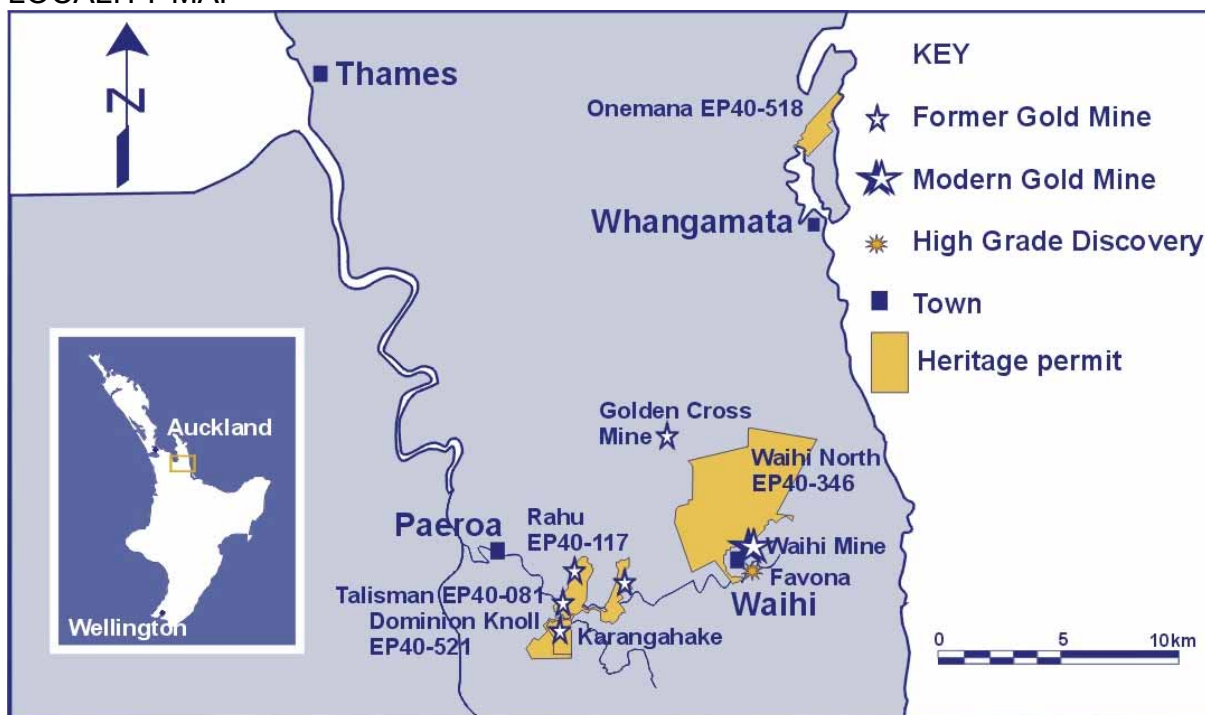 LOCALITY MAP
N
Thames
Onemana EP40-518
Whangamata
KEY
Former Gold Mine
Modern Gold Mine
High Grade Discovery
Town
Heritage permit
Auckland
Wellington
Golden Cross
Mine
Waihi North
EP40-346
Paeroa
Rahu
EP40-117
Waihi Mine
Favona
Waihi
Talisman EP40-081
Dominion Knoll
EP40-521
Karangahake
0 5 10km